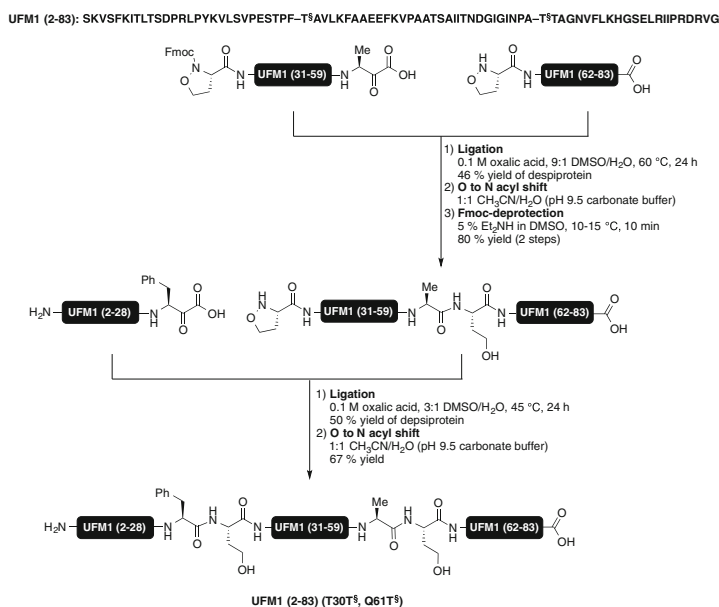 UFM1 (2-83): SKVSFKITLTSDPRLPYKVLSVPESTPF–T§AVLKFAAEEFKVPAATSAIITNDGIGINPA–T§TAGNVFLKHGSELRIIPRDRVG
Fmoc
N
O
O
N
H
UFM1 (31-59)
N
H
Me
O
O
OH
H
N
O
O
N
H
UFM1 (62-83)
O
OH
1) Ligation
0.1 M oxalic acid, 9:1 DMSO/H2O, 60 °C, 24 h
46 % yield of despiprotein
2) O to N acyl shift
1:1 CH3CN/H2O (pH 9.5 carbonate buffer)
3) Fmoc-deprotection
5 % Et2NH in DMSO, 10-15 °C, 10 min
80 % yield (2 steps)
H2N
UFM1 (2-28)
N
H
Ph
O
O
OH
H
N
O
O
N
H
UFM1 (31-59)
N
H
Me
O
H
N
O
OH
N
H
UFM1 (62-83)
O
OH
1) Ligation
0.1 M oxalic acid, 3:1 DMSO/H2O, 45 °C, 24 h
50 % yield of depsiprotein
2) O to N acyl shift
1:1 CH3CN/H2O (pH 9.5 carbonate buffer)
67 % yield
H2N
UFM1 (2-28)
N
H
Ph
O
H
N
O
OH
N
H
UFM1 (31-59)
N
H
Me
O
H
N
O
OH
N
H
UFM1 (62-83)
O
OH
UFM1 (2-83) (T30T§, Q61T§)